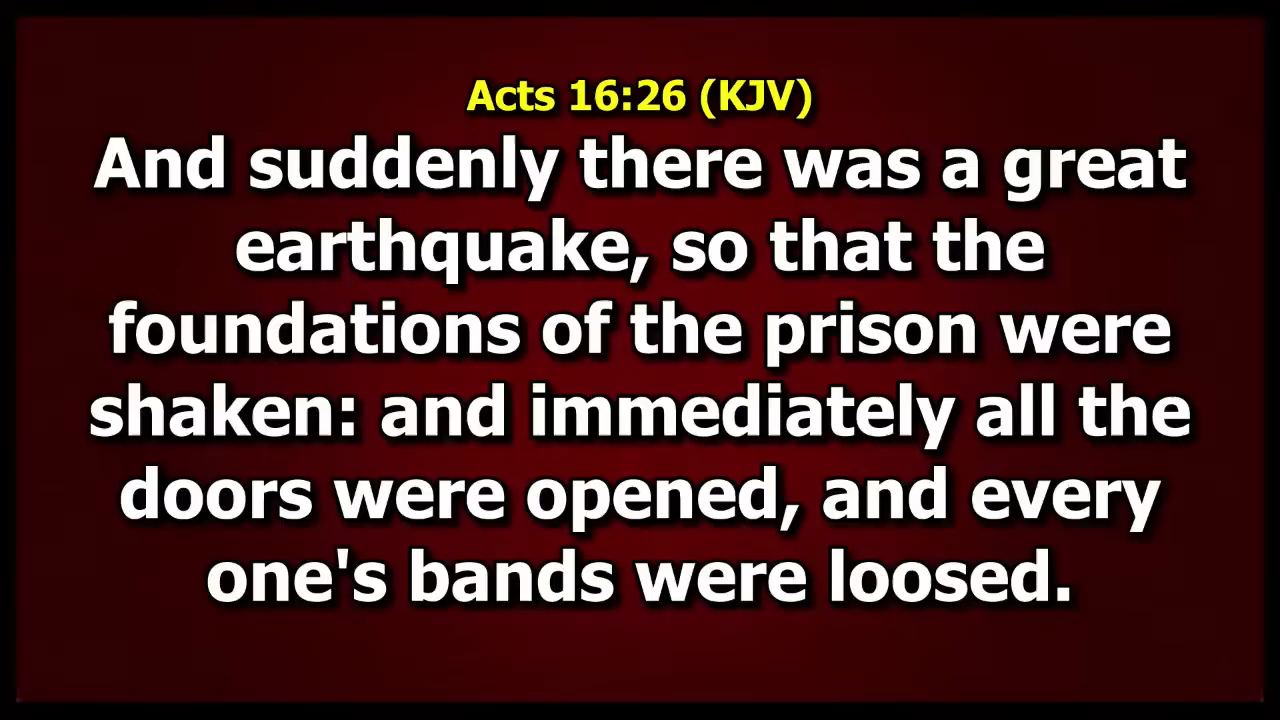 Acts 16:26 (KJV)
And suddenly there was a great
earthquake, so that the
foundations of the prison were
shaken: and immediately all the
doors were opened, and every
one's bands were loosed.